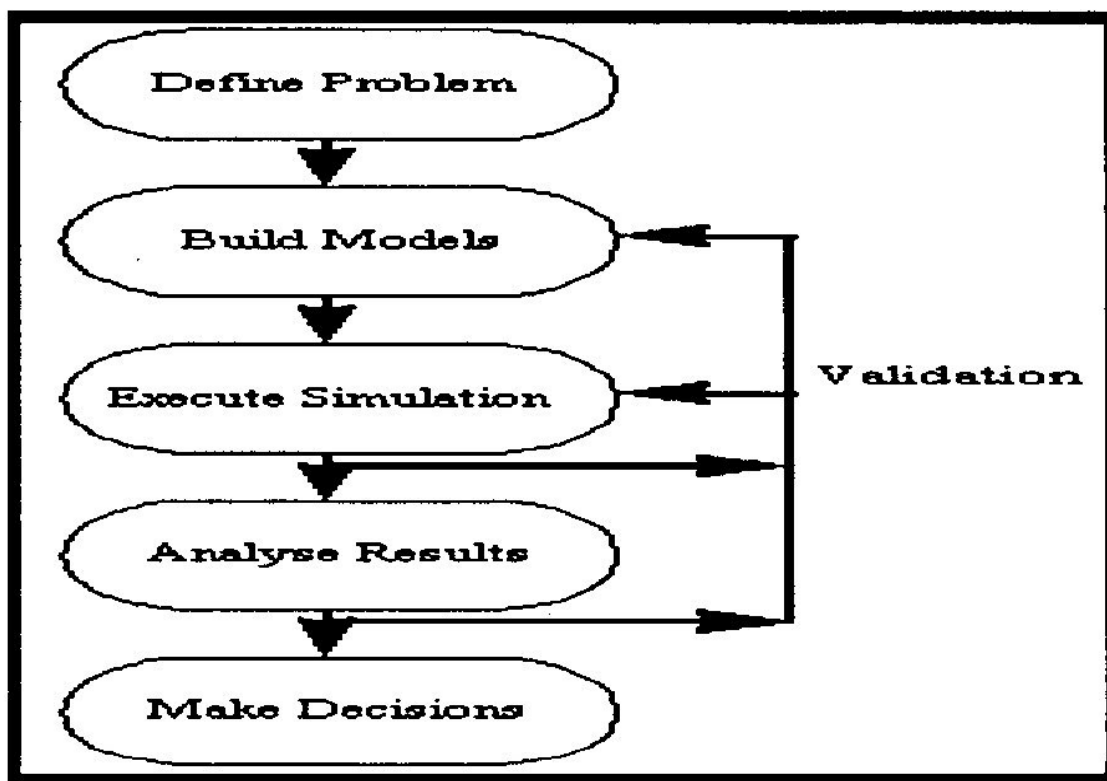 Define Problem
Build Models
Execute Simulation
Validation
Analyse Results
Make Decisions